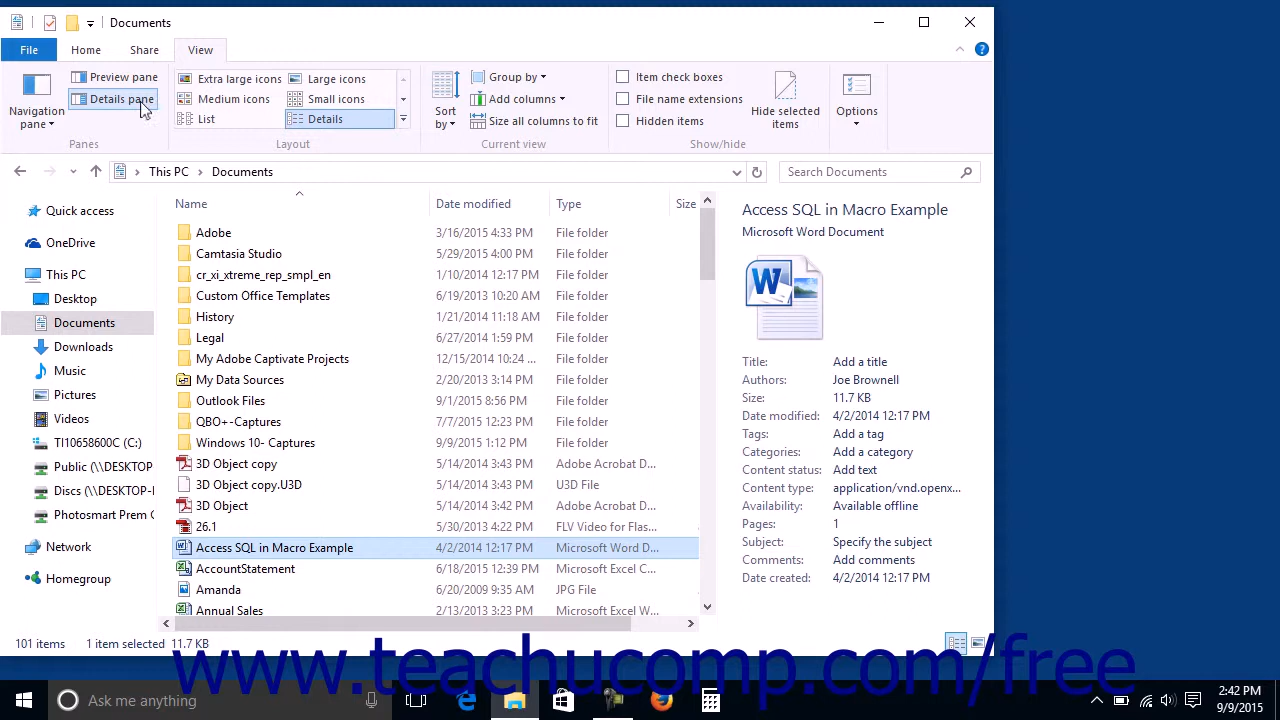 Documents
File Home Share View
Navigation pane
Preview pane
Details pane
Panes
Extra large icons Large icons
Medium icons Small icons
List Details
Layout
Sort by
Group by
Add columns
Size all columns to fit
Current view
Item check boxes
File name extensions
Hidden items
Hide selected items
Show/hide
Options
This PC Documents
Search Documents
Quick access
OneDrive
This PC
Desktop
Documents
Downloads
Music
Pictures
Videos
TI10658600C (C:)
Public (\\DESKTOP
Discs (\\DESKTOP-
Photosmart Prem
Network
Homegroup
Name Date modified Type Size
Adobe 3/16/2015 4:33 PM File folder
Camtasia Studio 5/29/2015 4:00 PM File folder
cr_xi_xtreme_rep_smpl_en 1/10/2014 12:17 PM File folder
Custom Office Templates 6/19/2013 10:20 AM File folder
History 1/21/2014 11:18 AM File folder
Legal 6/27/2014 1:59 PM File folder
My Adobe Captivate Projects 12/15/2014 10:24 ... File folder
My Data Sources 2/20/2013 3:14 PM File folder
Outlook Files 9/1/2015 8:56 PM File folder
QBO+-Captures 7/7/2015 12:23 PM File folder
Windows 10- Captures 9/9/2015 1:12 PM File folder
3D Object copy 5/14/2014 3:43 PM Adobe Acrobat D...
3D Object copy.U3D 5/14/2014 3:43 PM U3D File
3D Object 5/14/2014 3:42 PM Adobe Acrobat D...
26.1 5/30/2013 4:22 PM FLV Video for Flas...
Access SQL in Macro Example 4/2/2014 12:17 PM Microsoft Word D...
AccountStatement 6/18/2015 12:39 PM Microsoft Excel C...
Amanda 6/20/2009 9:35 AM JPG File
Annual Sales 2/13/2013 3:23 PM Microsoft Excel W...
Access SQL in Macro Example
Microsoft Word Document
Title: Add a title
Authors: Joe Brownell
Size: 11.7 KB
Date modified: 4/2/2014 12:17 PM
Tags: Add a tag
Categories: Add a category
Content status: Add text
Content type: application/vnd.openx...
Availability: Available offline
Pages: 1
Subject: Specify the subject
Comments: Add comments
Date created: 4/2/2014 12:17 PM
101 items 1 item selected 11.7 KB
www.teachucomp.com/free
Ask me anything
2:42 PM
9/9/2015